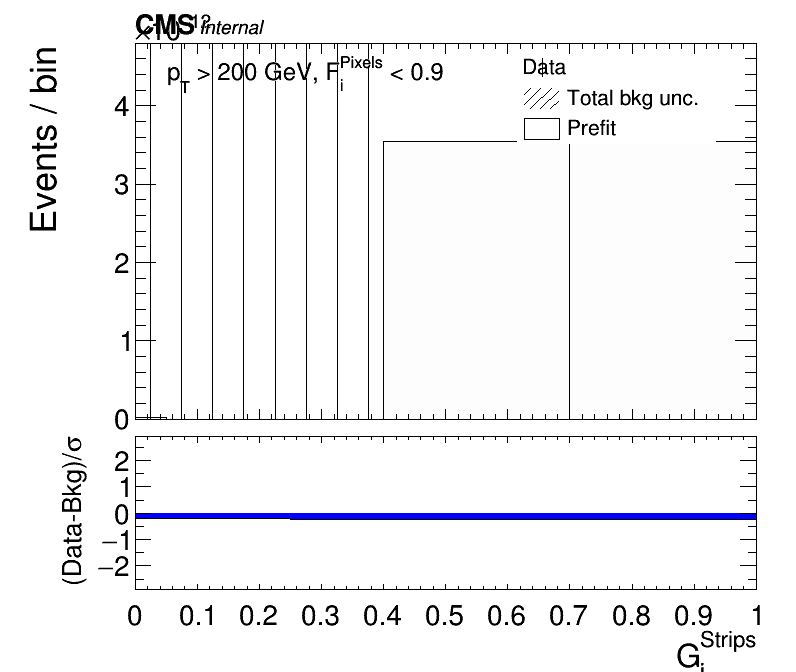 CMS Internal
×10¹²
p_T > 200 GeV, F_i^Pixels < 0.9
Data
Total bkg unc.
Prefit
Events / bin
4
3
2
1
0
(Data-Bkg)/σ
2
1
0
−1
−2
0 0.1 0.2 0.3 0.4 0.5 0.6 0.7 0.8 0.9 1
G_i^Strips